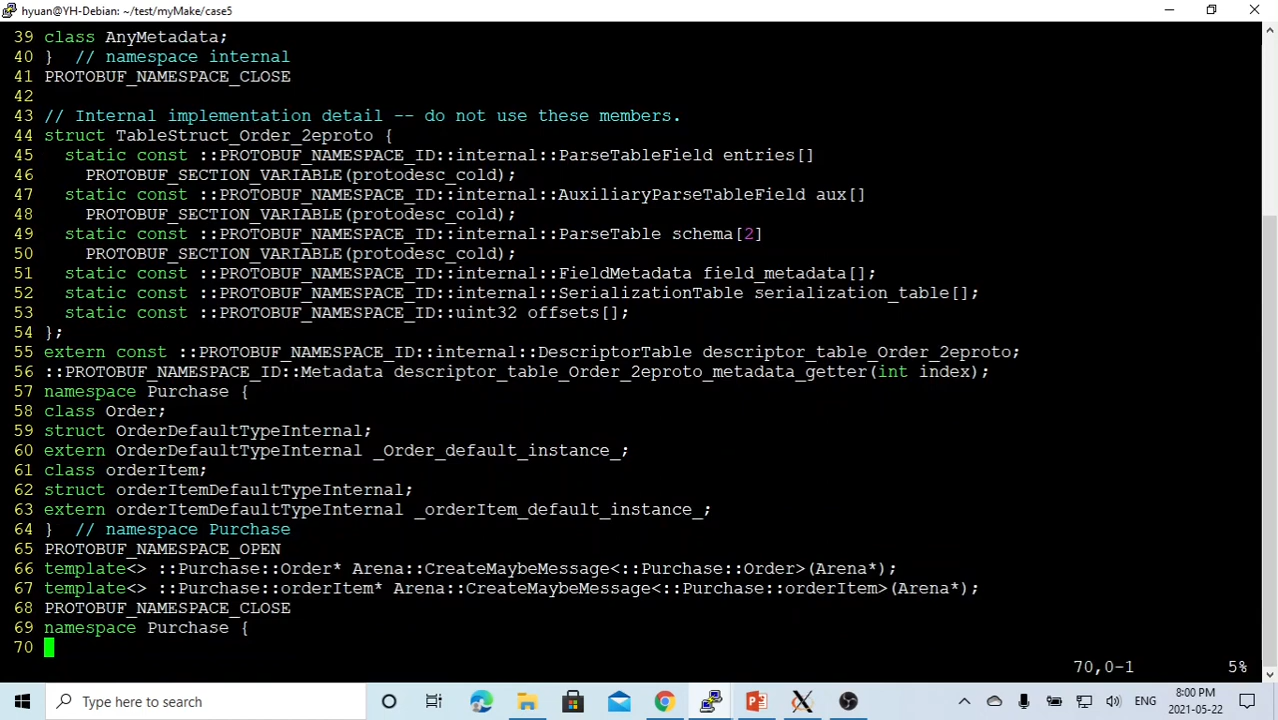 hyuan@YH-Debian: ~/test/myMake/case5
39 class AnyMetadata;
40 }  // namespace internal
41 PROTOBUF_NAMESPACE_CLOSE
42
43 // Internal implementation detail -- do not use these members.
44 struct TableStruct_Order_2eproto {
45   static const ::PROTOBUF_NAMESPACE_ID::internal::ParseTableField entries[]
46     PROTOBUF_SECTION_VARIABLE(protodesc_cold);
47   static const ::PROTOBUF_NAMESPACE_ID::internal::AuxiliaryParseTableField aux[]
48     PROTOBUF_SECTION_VARIABLE(protodesc_cold);
49   static const ::PROTOBUF_NAMESPACE_ID::internal::ParseTable schema[2]
50     PROTOBUF_SECTION_VARIABLE(protodesc_cold);
51   static const ::PROTOBUF_NAMESPACE_ID::internal::FieldMetadata field_metadata[];
52   static const ::PROTOBUF_NAMESPACE_ID::internal::SerializationTable serialization_table[];
53   static const ::PROTOBUF_NAMESPACE_ID::uint32 offsets[];
54 };
55 extern const ::PROTOBUF_NAMESPACE_ID::internal::DescriptorTable descriptor_table_Order_2eproto;
56 ::PROTOBUF_NAMESPACE_ID::Metadata descriptor_table_Order_2eproto_metadata_getter(int index);
57 namespace Purchase {
58 class Order;
59 struct OrderDefaultTypeInternal;
60 extern OrderDefaultTypeInternal _Order_default_instance_;
61 class orderItem;
62 struct orderItemDefaultTypeInternal;
63 extern orderItemDefaultTypeInternal _orderItem_default_instance_;
64 }  // namespace Purchase
65 PROTOBUF_NAMESPACE_OPEN
66 template<> ::Purchase::Order* Arena::CreateMaybeMessage<::Purchase::Order>(Arena*);
67 template<> ::Purchase::orderItem* Arena::CreateMaybeMessage<::Purchase::orderItem>(Arena*);
68 PROTOBUF_NAMESPACE_CLOSE
69 namespace Purchase {
70
70,0-1 5%
Type here to search
ENG
8:00 PM
2021-05-22